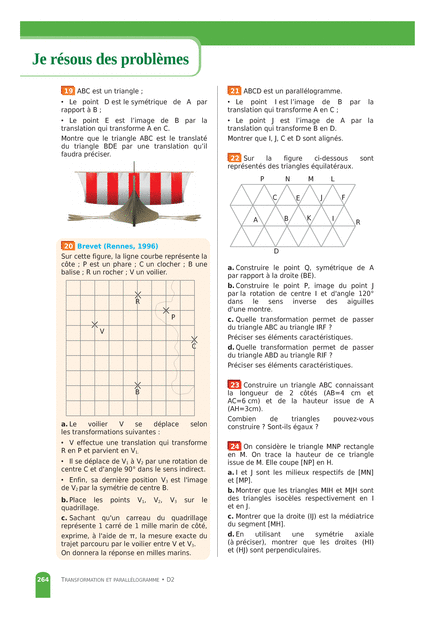 Je résous des problèmes
19 ABC est un triangle ;
• Le point D est le symétrique de A par
rapport à B ;
• Le point E est l'image de B par la
translation qui transforme A en C.
Montre que le triangle ABC est le translaté
du triangle BDE par une translation qu'il
faudra préciser.
20 Brevet (Rennes, 1996)
Sur cette figure, la ligne courbe représente la
côte ; P est un phare ; C un clocher ; B une
balise ; R un rocher ; V un voilier.
R
P
V
C
B
a. Le voilier V se déplace selon
les transformations suivantes :
• V effectue une translation qui transforme
R en P et parvient en V1.
• Il se déplace de V1 à V2 par une rotation de
centre C et d'angle 90° dans le sens indirect.
• Enfin, sa dernière position V3 est l'image
de V2 par la symétrie de centre B.
b. Place les points V1, V2, V3 sur le
quadrillage.
c. Sachant qu'un carreau du quadrillage
représente 1 carré de 1 mille marin de côté,
exprime, à l'aide de π, la mesure exacte du
trajet parcouru par le voilier entre V et V3.
On donnera la réponse en milles marins.
21 ABCD est un parallélogramme.
• Le point I est l'image de B par la
translation qui transforme A en C ;
• Le point J est l'image de A par la
translation qui transforme B en D.
Montrer que I, J, C et D sont alignés.
22 Sur la figure ci-dessous sont
représentés des triangles équilatéraux.
P N M L
C E J F
A B K I R
D
a. Construire le point Q, symétrique de A
par rapport à la droite (BE).
b. Construire le point P, image du point J
par la rotation de centre I et d'angle 120°
dans le sens inverse des aiguilles
d'une montre.
c. Quelle transformation permet de passer
du triangle ABC au triangle IRF ?
Préciser ses éléments caractéristiques.
d. Quelle transformation permet de passer
du triangle ABD au triangle RIF ?
Préciser ses éléments caractéristiques.
23 Construire un triangle ABC connaissant
la longueur de 2 côtés (AB=4 cm et
AC=6 cm) et de la hauteur issue de A
(AH=3cm).
Combien de triangles pouvez-vous
construire ? Sont-ils égaux ?
24 On considère le triangle MNP rectangle
en M. On trace la hauteur de ce triangle
issue de M. Elle coupe [NP] en H.
a. I et J sont les milieux respectifs de [MN]
et [MP].
b. Montrer que les triangles MIH et MJH sont
des triangles isocèles respectivement en I
et en J.
c. Montrer que la droite (IJ) est la médiatrice
du segment [MH].
d. En utilisant une symétrie axiale
(à préciser), montrer que les droites (HI)
et (HJ) sont perpendiculaires.
264 TRANSFORMATION ET PARALLÉLOGRAMME • D2